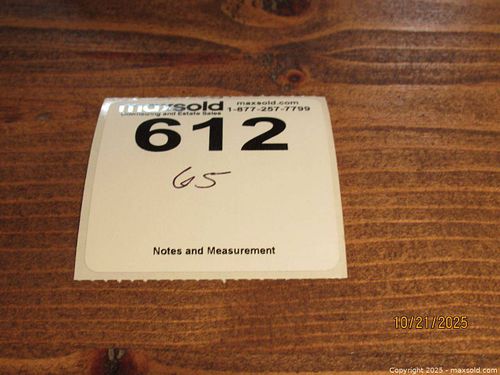 maxsold
maxsold.com
Downsizing and Estate Sales
1-877-257-7799
612
65
Notes and Measurement
10/21/2025
Copyright 2025 - maxsold.com